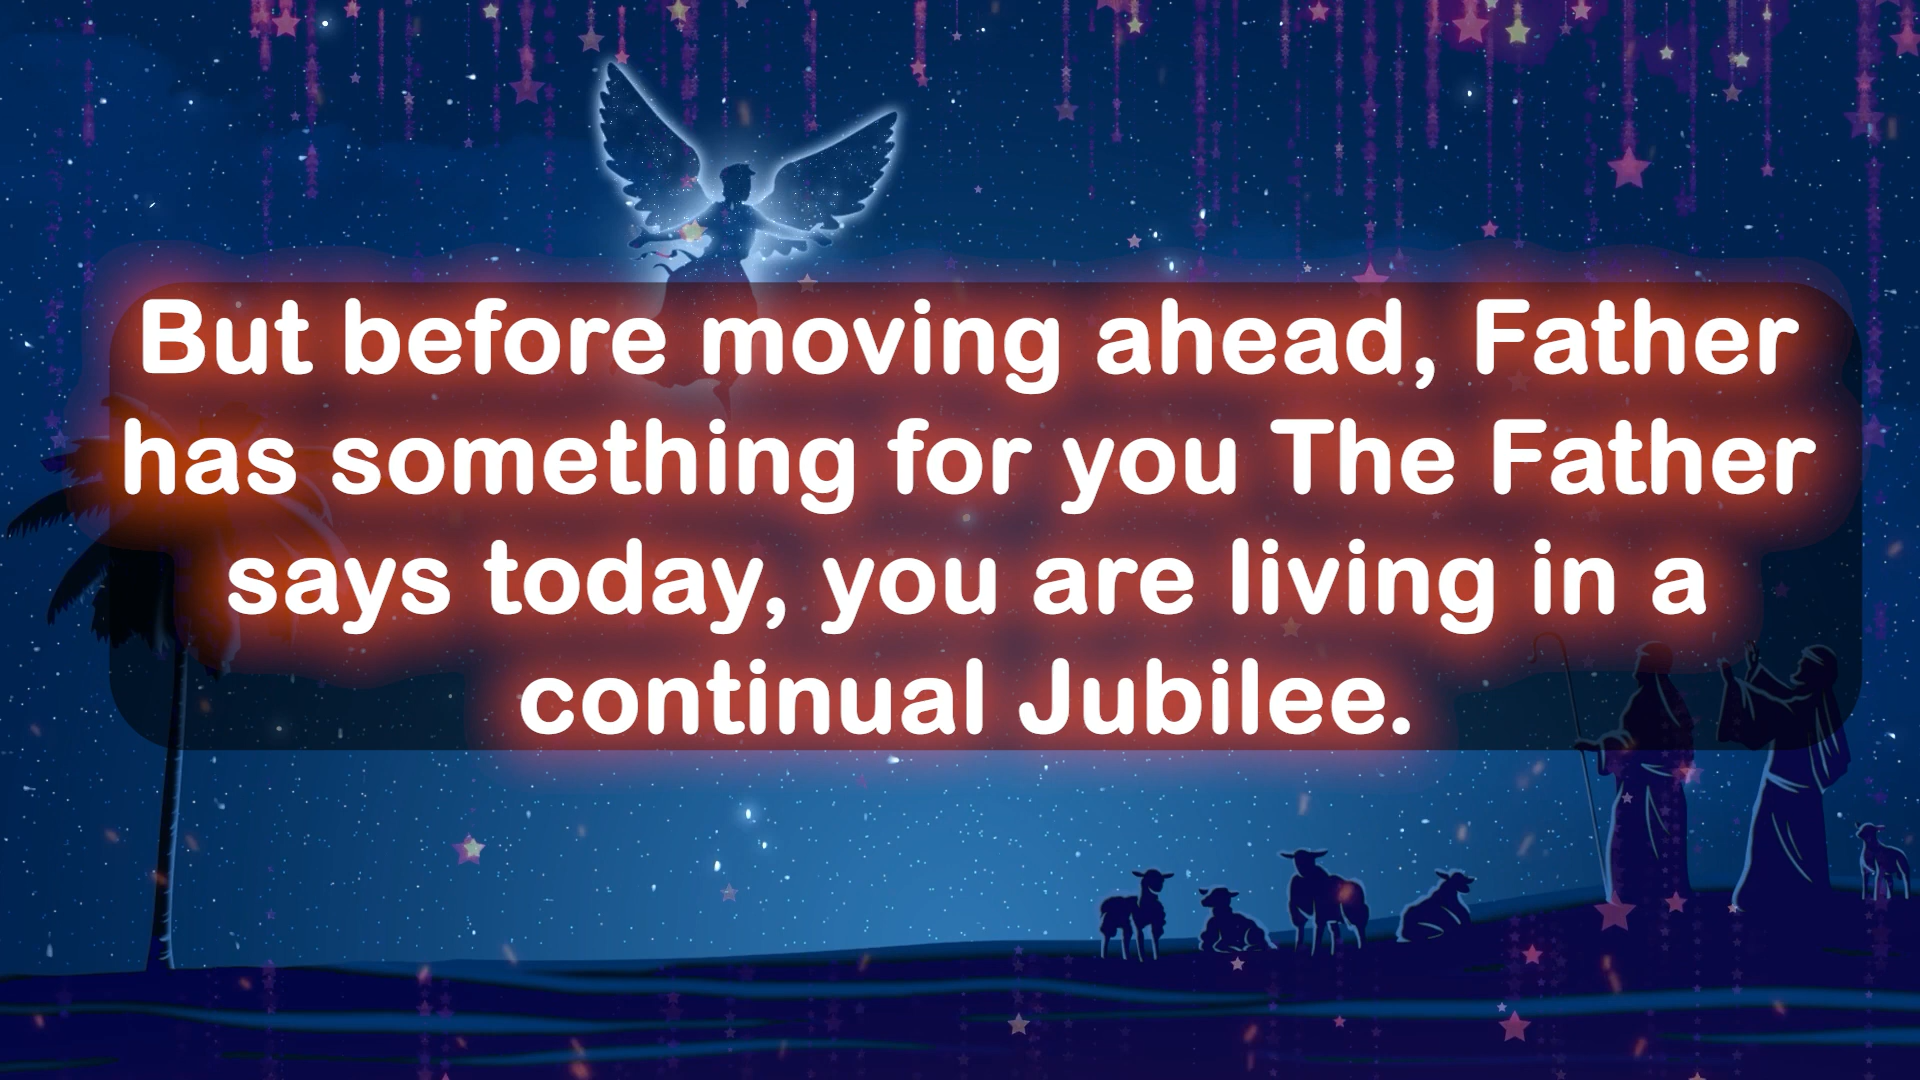 But before moving ahead, Father
has something for you The Father
says today, you are living in a
continual Jubilee.